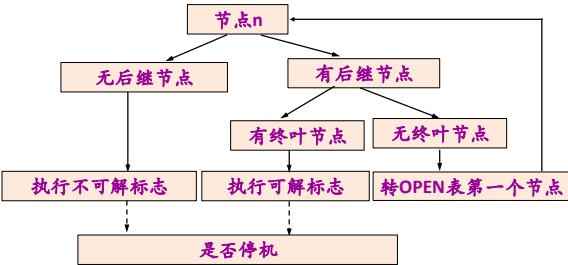 节点n
无后继节点
有后继节点
有终叶节点
无终叶节点
执行不可解标志
执行可解标志
转OPEN表第一个节点
是否停机